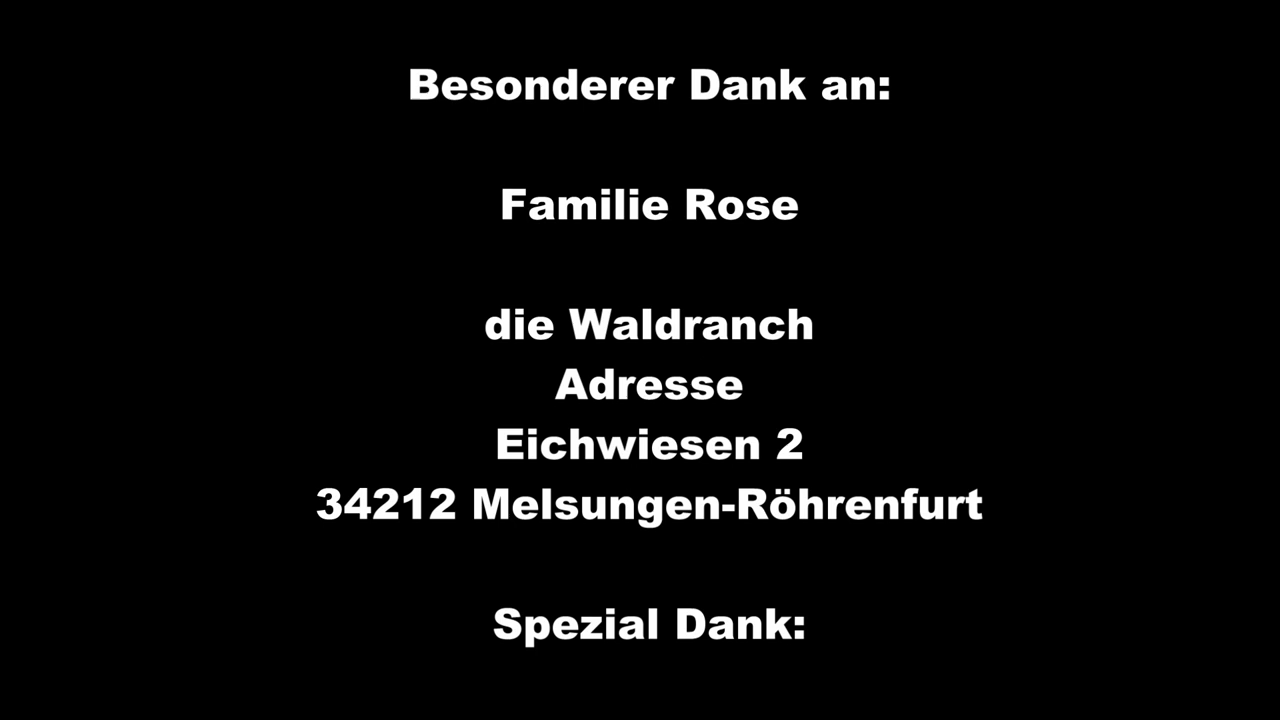 Besonderer Dank an:
Familie Rose
die Waldranch
Adresse
Eichwiesen 2
34212 Melsungen-Röhrenfurt
Spezial Dank: